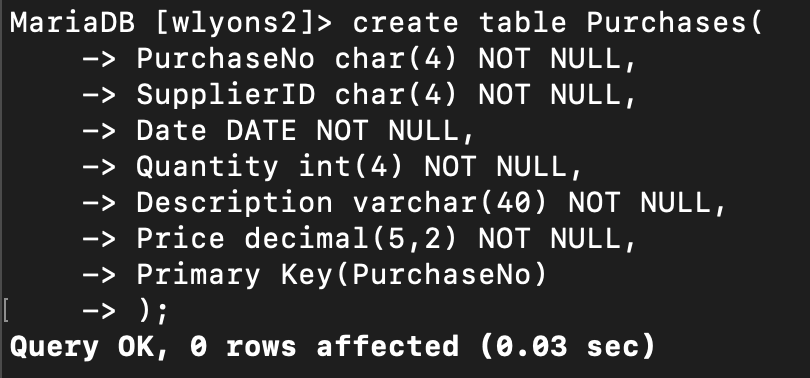 MariaDB [wlyons2]> create table Purchases(
-> PurchaseNo char(4) NOT NULL,
-> SupplierID char(4) NOT NULL,
-> Date DATE NOT NULL,
-> Quantity int(4) NOT NULL,
-> Description varchar(40) NOT NULL,
-> Price decimal(5,2) NOT NULL,
-> Primary Key(PurchaseNo)
[ -> );
Query OK, 0 rows affected (0.03 sec)